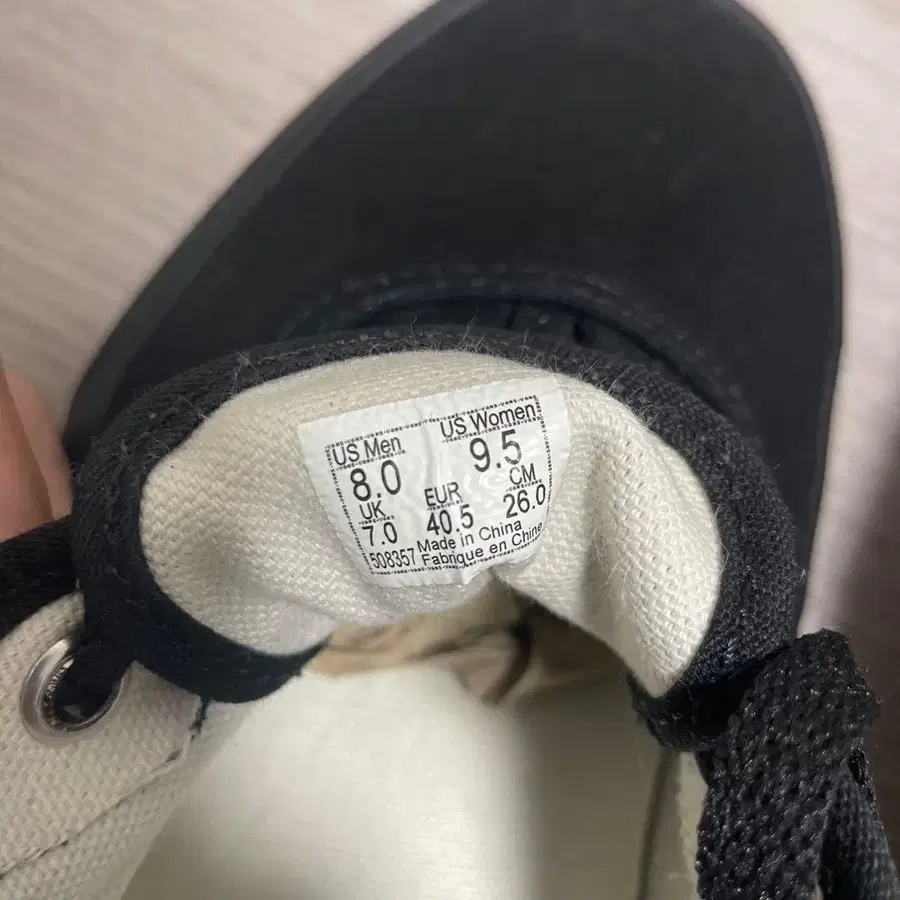 US Men US Women
8.0 9.5
UK EUR CM
7.0 40.5 26.0
508357 Made in China
Fabrique en Chine